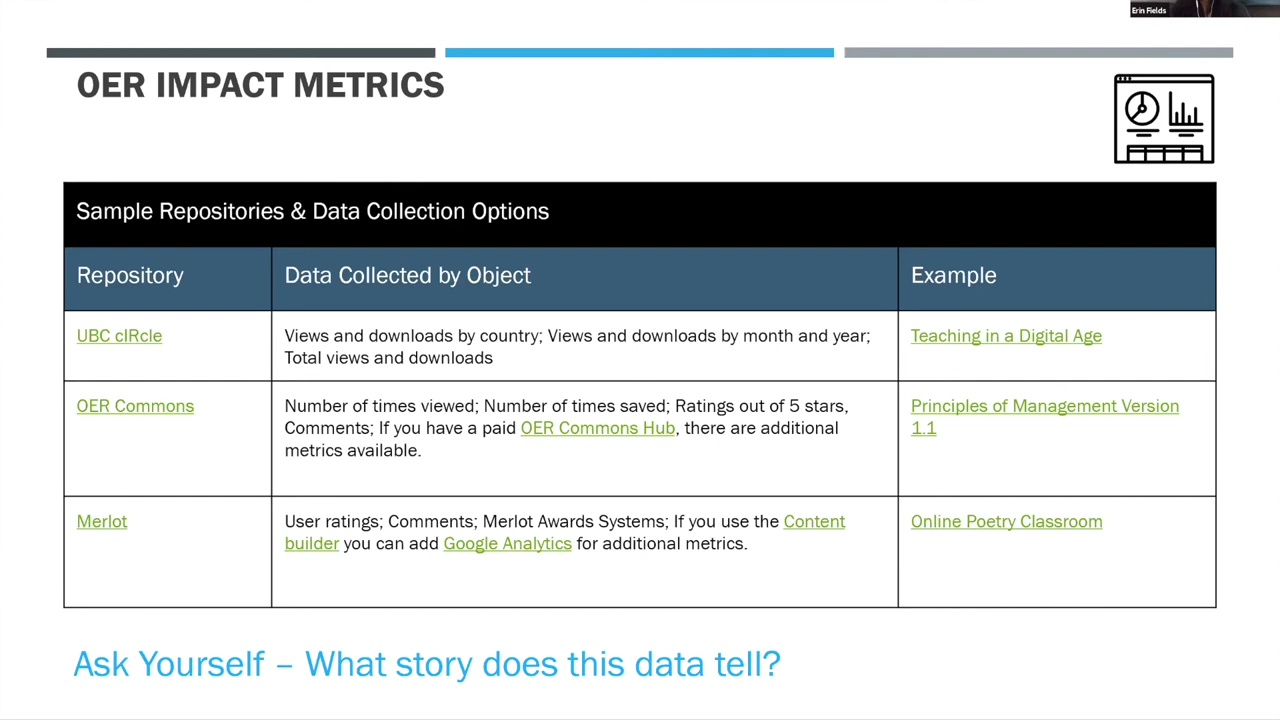 Erin Fields
OER IMPACT METRICS
Sample Repositories & Data Collection Options
Repository
Data Collected by Object
Example
UBC cIRcle
Views and downloads by country; Views and downloads by month and year;
Total views and downloads
Teaching in a Digital Age
OER Commons
Number of times viewed; Number of times saved; Ratings out of 5 stars,
Comments; If you have a paid OER Commons Hub, there are additional
metrics available.
Principles of Management Version
1.1
Merlot
User ratings; Comments; Merlot Awards Systems; If you use the Content
builder you can add Google Analytics for additional metrics.
Online Poetry Classroom
Ask Yourself – What story does this data tell?